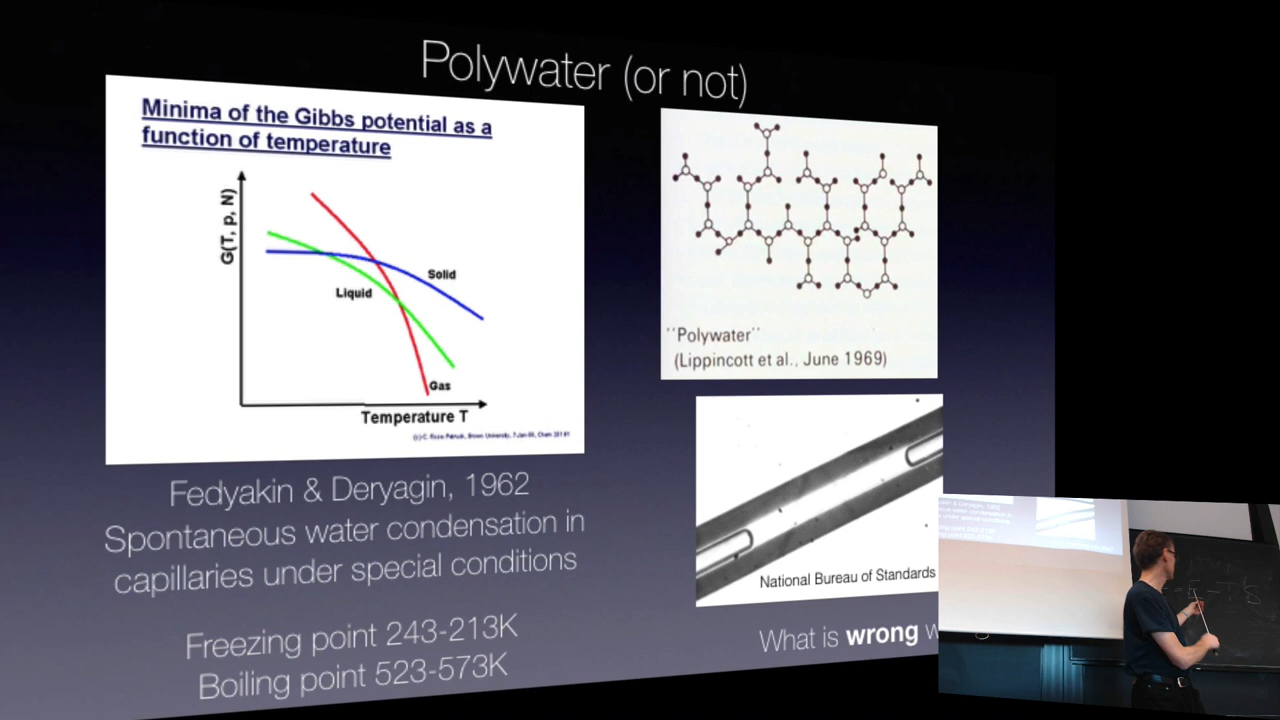 Polywater (or not)
Minima of the Gibbs potential as a
function of temperature
G(T, p, N)
Solid
Liquid
Gas
Temperature T
"Polywater"
(Lippincott et al., June 1969)
National Bureau of Standards
Fedyakin & Deryagin, 1962
Spontaneous water condensation in
capillaries under special conditions
Freezing point 243-213K
Boiling point 523-573K
What is wrong